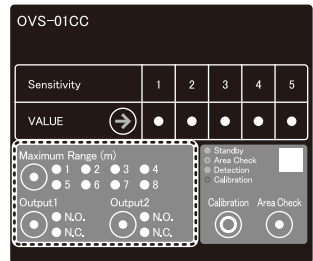 OVS-01CC
Sensitivity 1 2 3 4 5
VALUE
Maximum Range (m)
1 2 3 4
5 6 7 8
Standby
Area Check
Detection
Calibration
Output1 Output2
N.O. N.O.
N.C. N.C.
Calibration Area Check